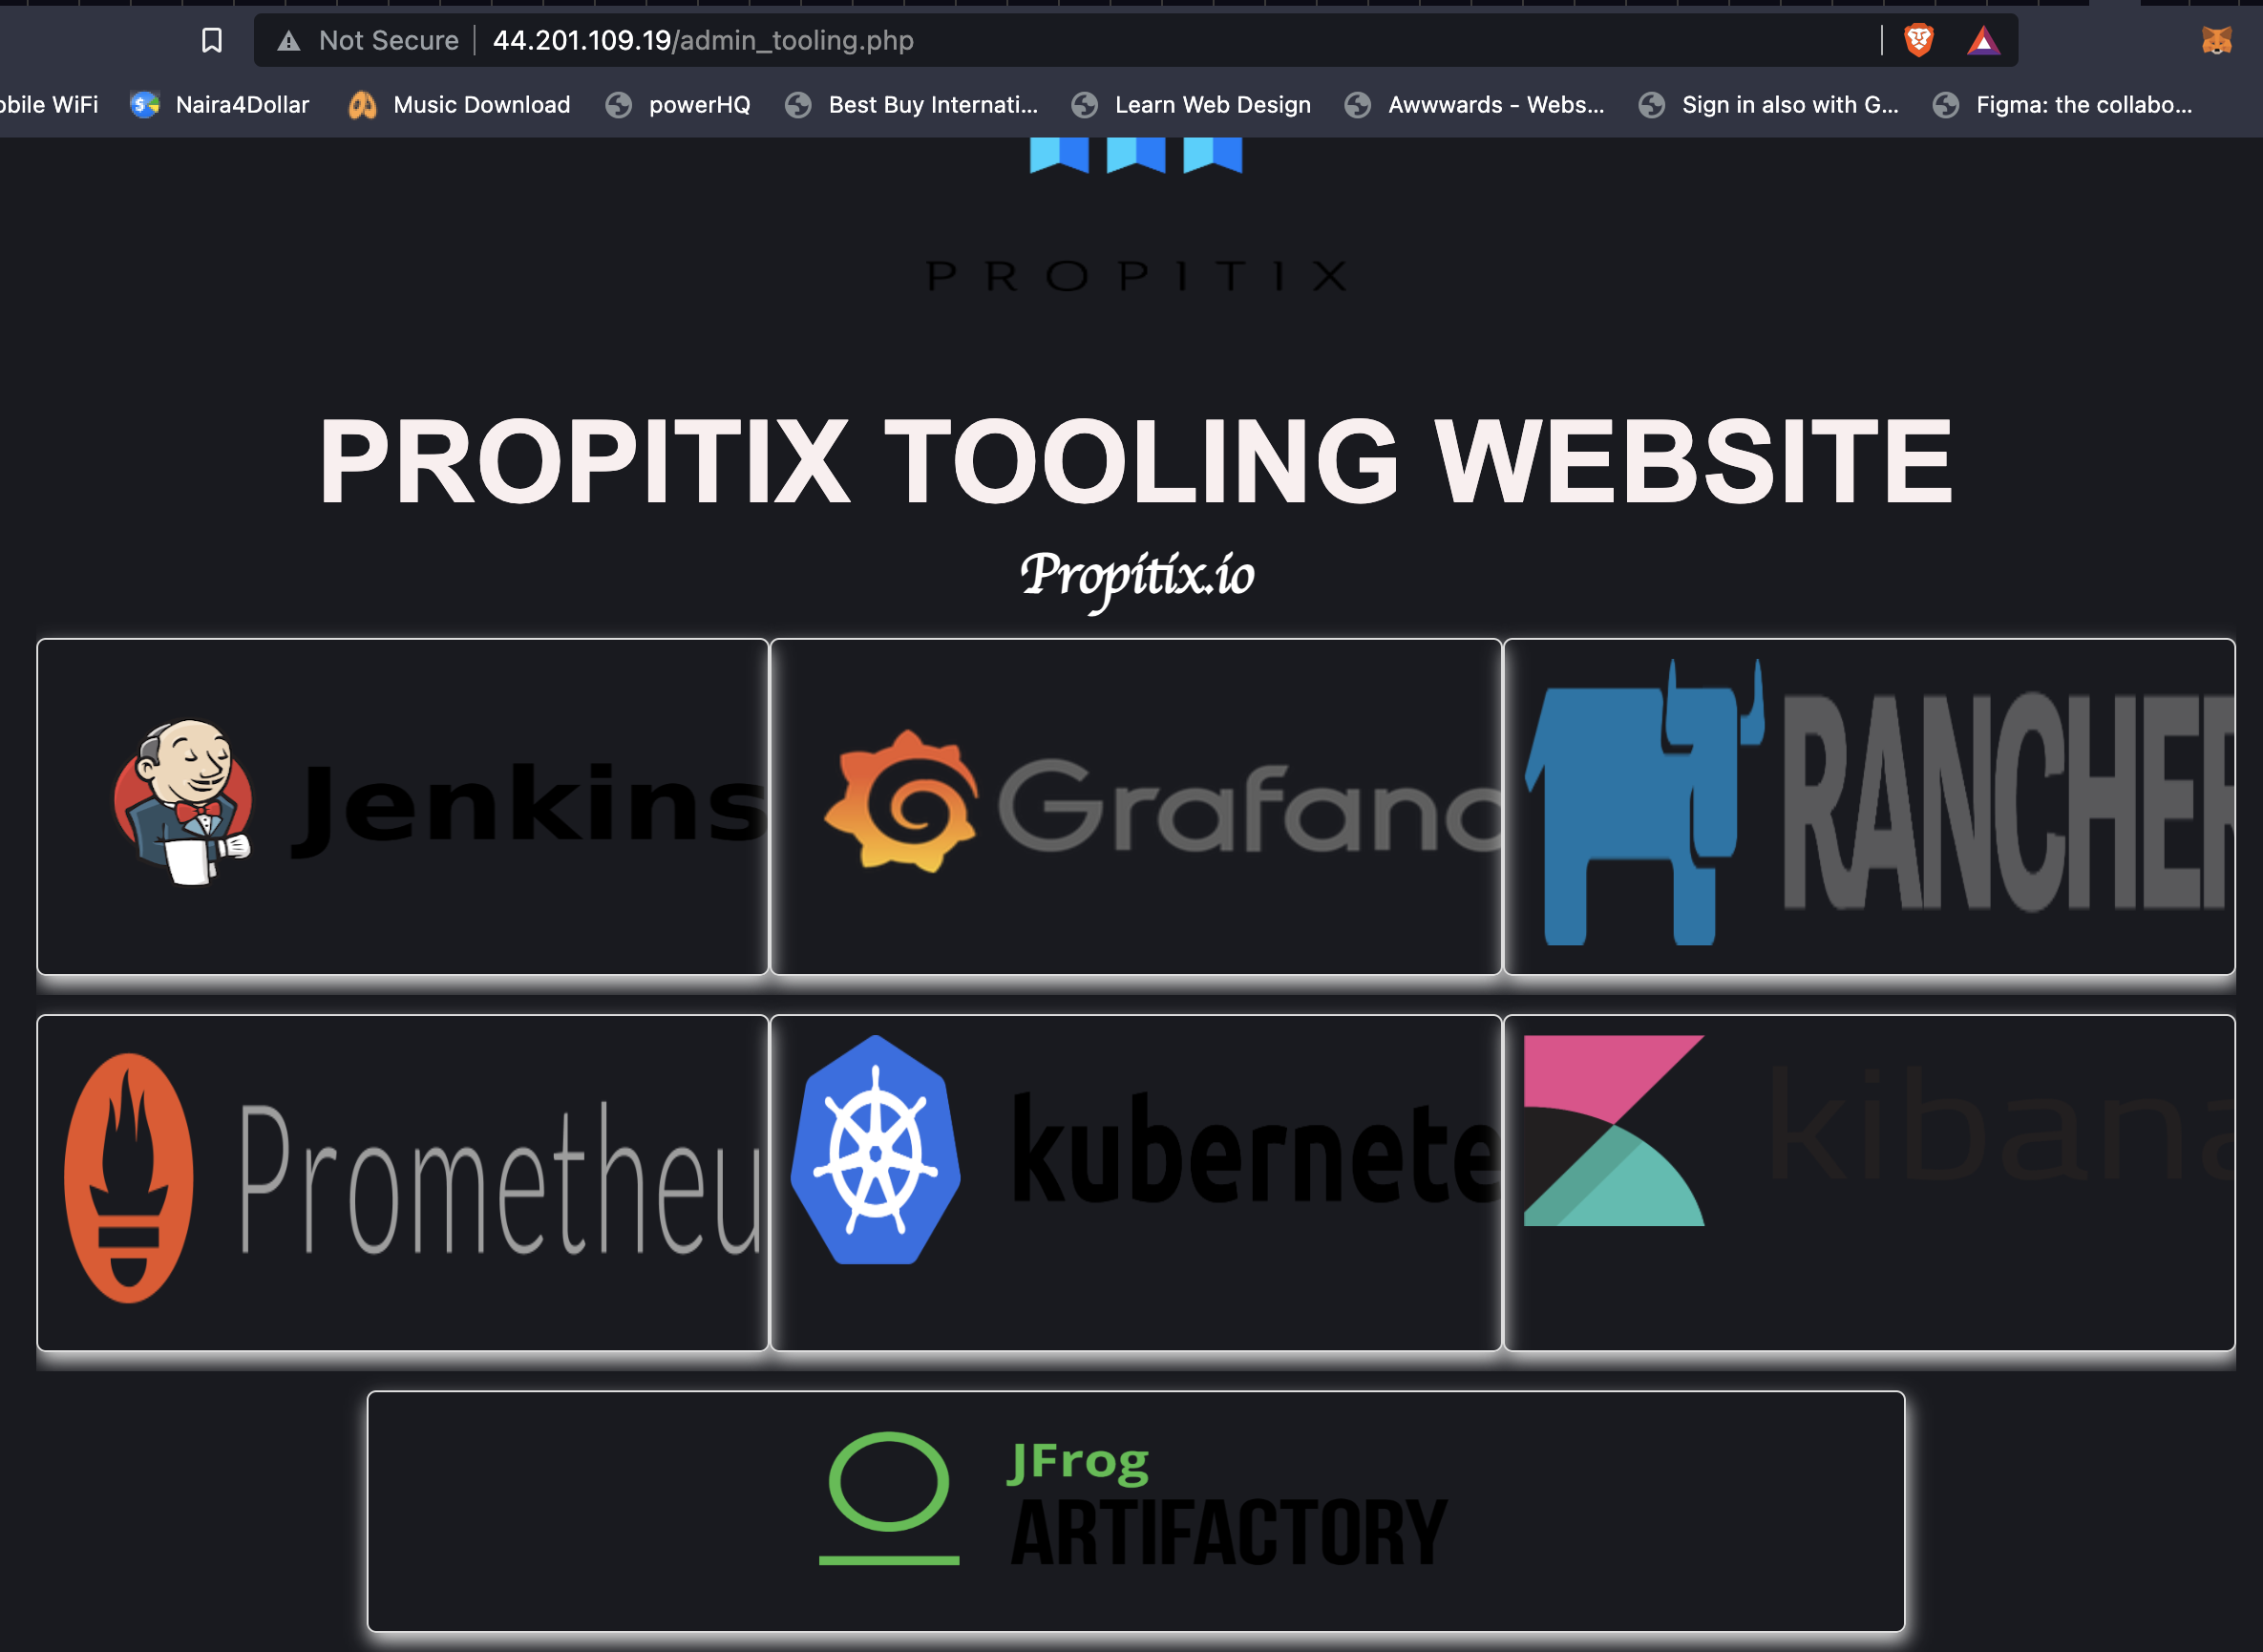 Not Secure 44.201.109.19/admin_tooling.php
obile WiFi Naira4Dollar Music Download powerHQ Best Buy Internati... Learn Web Design Awwwards - Webs... Sign in also with G... Figma: the collabo...
PROPITIX
PROPITIX TOOLING WEBSITE
Propitix.io
Jenkins Grafana RANCHER
Prometheu kubernete kibana
JFrog
ARTIFACTORY